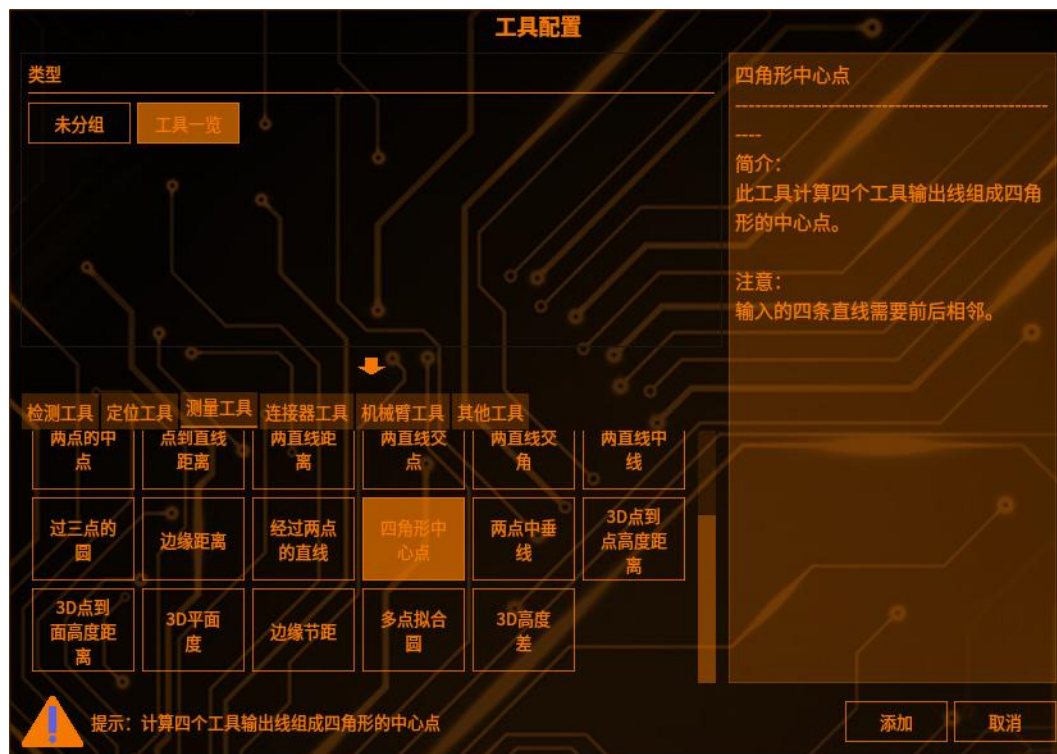 工具配置
类型
未分组
工具一览
四角形中心点
--------------------------------------------------
----
简介：
此工具计算四个工具输出线组成四角
形的中心点。
注意：
输入的四条直线需要前后相邻。
检测工具
定位工具
测量工具
连接器工具
机械臂工具
其他工具
两点的中
点
点到直线
距离
两直线距
离
两直线交
点
两直线交
角
两直线中
线
过三点的
圆
边缘距离
经过两点
的直线
四角形中
心点
两点中垂
线
3D点到
点高度距
离
3D点到
面高度距
离
3D平面
度
边缘节距
多点拟合
圆
3D高度
差
提示：计算四个工具输出线组成四角形的中心点
添加
取消